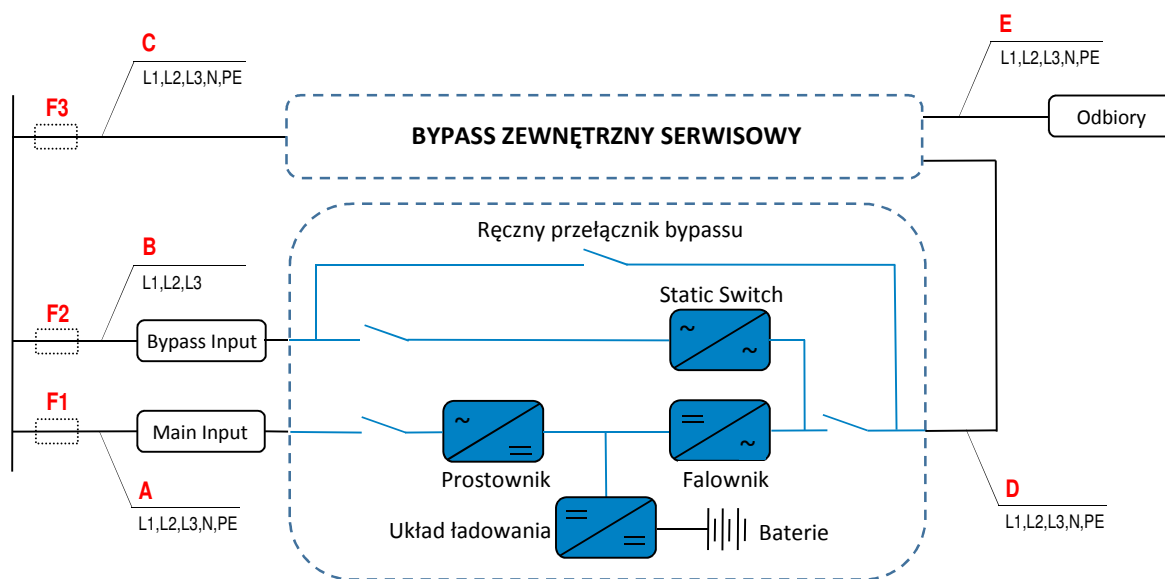 C
L1,L2,L3,N,PE
E
L1,L2,L3,N,PE
F3
BYPASS ZEWNĘTRZNY SERWISOWY
Odbiory
Ręczny przełącznik bypassu
B
L1,L2,L3
Static Switch
F2
Bypass Input
~
~
F1
Main Input
~
~
Prostownik
Falownik
A
L1,L2,L3,N,PE
D
L1,L2,L3,N,PE
Układ ładowania
Baterie